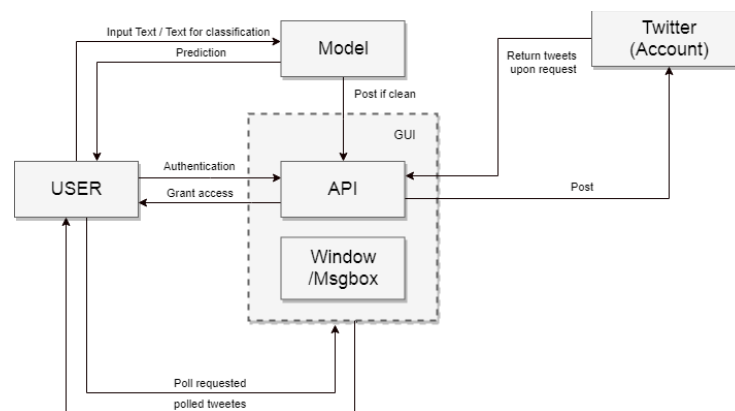 Input Text / Text for classification
Model
Prediction
Twitter
(Account)
Return tweets
upon request
Post if clean
GUI
USER
Authentication
Grant access
API
Post
Window
/Msgbox
Poll requested
polled tweetes